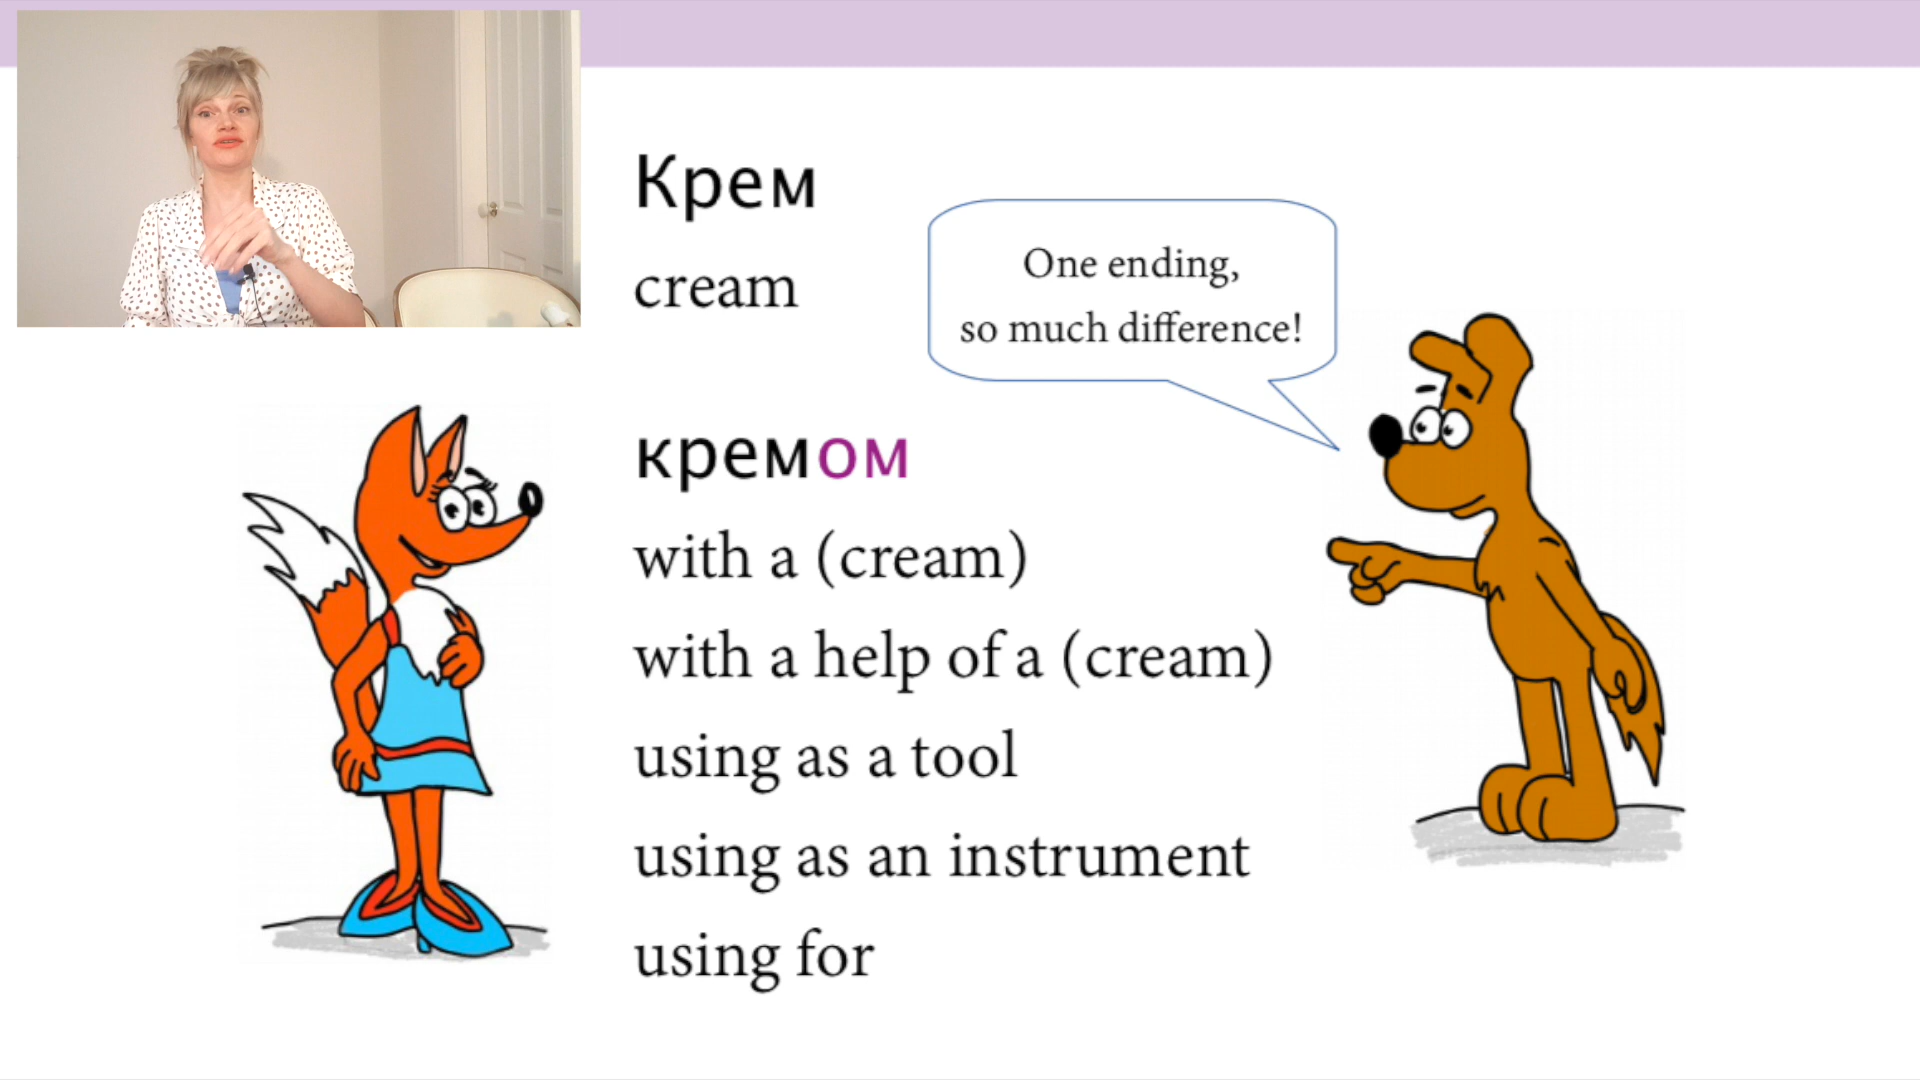 Крем
cream
One ending,
so much difference!
кремом
with a (cream)
with a help of a (cream)
using as a tool
using as an instrument
using for